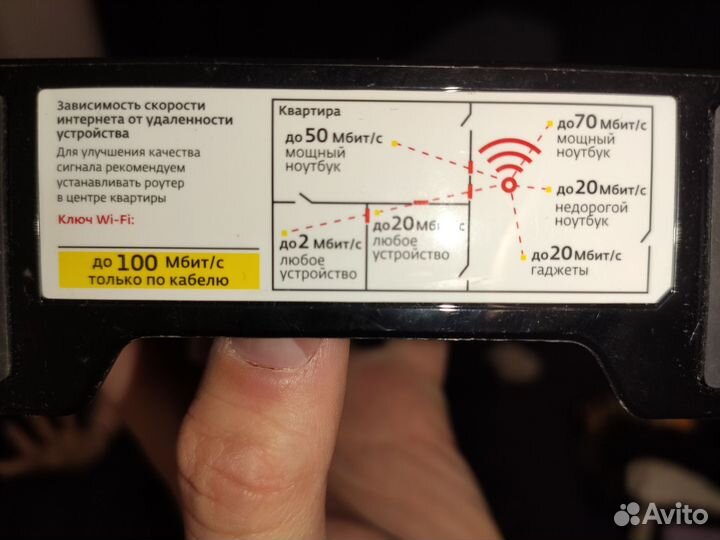 Зависимость скорости
интернета от удаленности
устройства
Для улучшения качества
сигнала рекомендуем
устанавливать роутер
в центре квартиры
Ключ Wi-Fi:
до 100 Мбит/с
только по кабелю
Квартира
до 50 Мбит/с
мощный
ноутбук
до 70 Мбит/с
мощный
ноутбук
до 20 Мбит/с
недорогой
ноутбук
до 2 Мбит/с
любое
устройство
до 20 Мбит/с
любое
устройство
до 20 Мбит/с
гаджеты
Avito